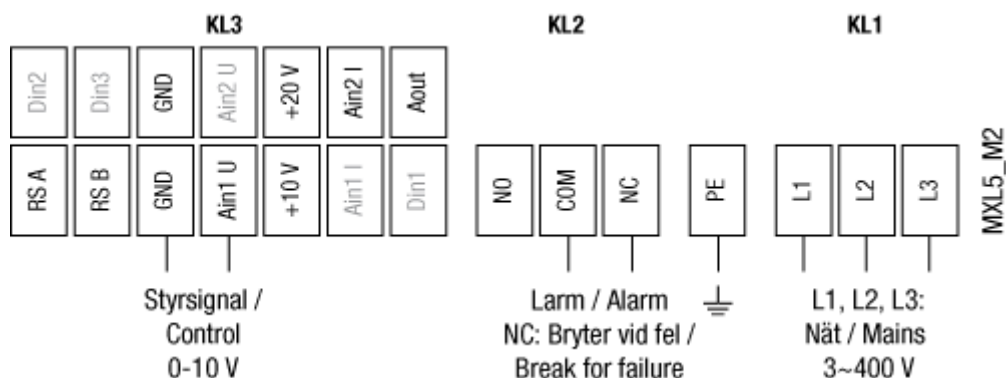 KL3 KL2 KL1
Din2 Din3 GND Ain2 U +20 V Ain2 I Aout
RS A RS B GND Ain1 U +10 V Ain1 I Din1
NO COM NC PE L1 L2 L3
MXL5_M2
Styrsignal /
Control
0-10 V
Larm / Alarm
NC: Bryter vid fel /
Break for failure
L1, L2, L3:
Nät / Mains
3~400 V